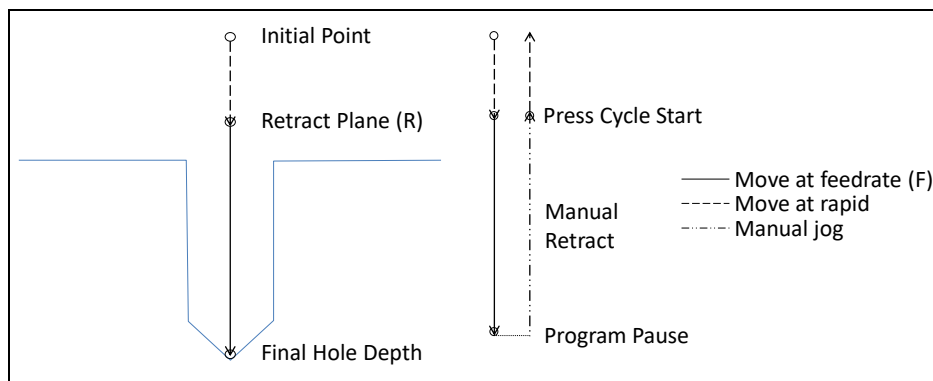 Initial Point
Retract Plane (R)
Final Hole Depth
Press Cycle Start
Manual
Retract
Program Pause
Move at feedrate (F)
Move at rapid
Manual jog